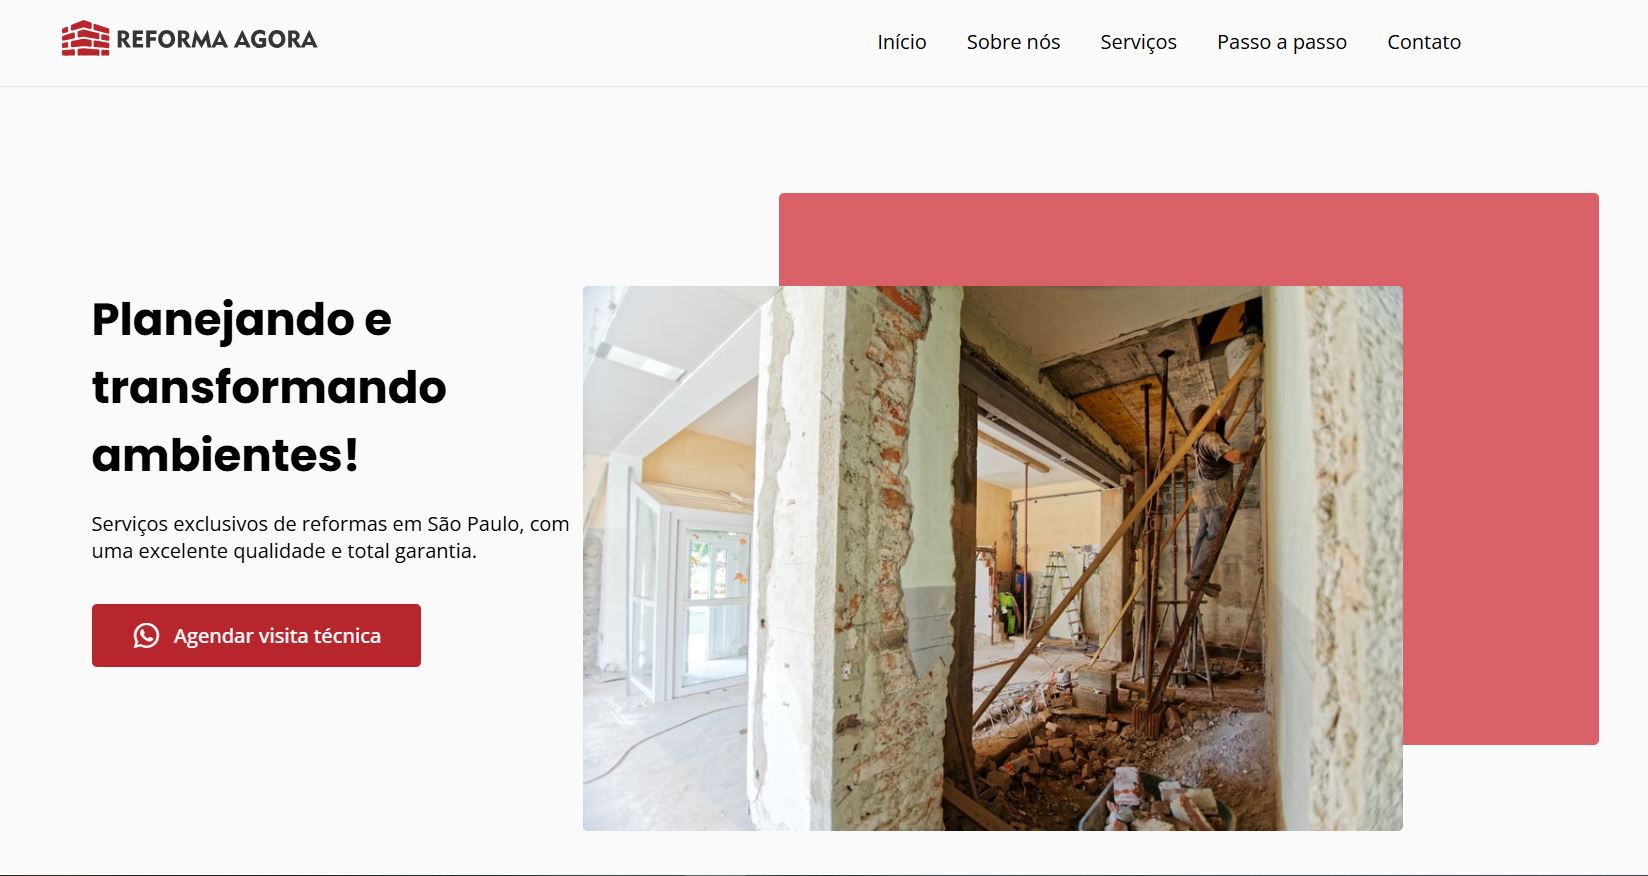 REFORMA AGORA
Início Sobre nós Serviços Passo a passo Contato
Planejando e
transformando
ambientes!
Serviços exclusivos de reformas em São Paulo, com
uma excelente qualidade e total garantia.
Agendar visita técnica